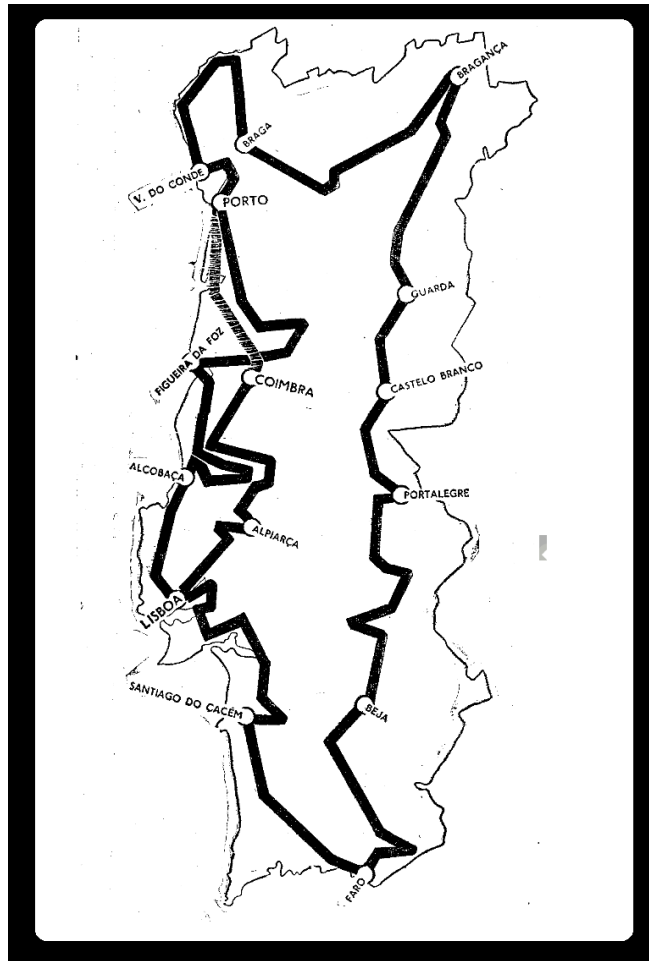 BRAGANÇA
BRAGA
V. DO CONDE
PORTO
GUARDA
FIGUEIRA DA FOZ
COIMBRA
CASTELO BRANCO
ALCOBAÇA
PORTALEGRE
ALPIARÇA
LISBOA
SANTIAGO DO CACÉM
BEJA
FARO